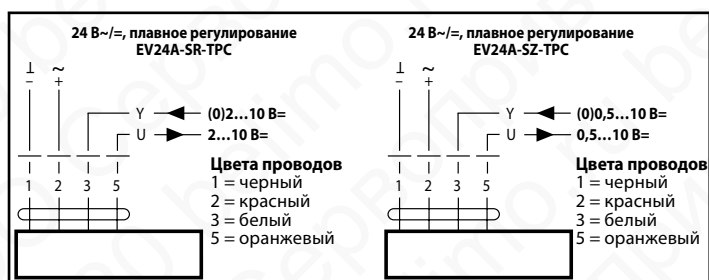 24 В~/=, плавное регулирование
EV24A-SR-TPC
⊥ ~
– +
Y (0)2...10 В=
U 2...10 В=
1 2 3 5
Цвета проводов
1 = черный
2 = красный
3 = белый
5 = оранжевый
24 В~/=, плавное регулирование
EV24A-SZ-TPC
⊥ ~
– +
Y (0)0,5...10 В=
U 0,5...10 В=
1 2 3 5
Цвета проводов
1 = черный
2 = красный
3 = белый
5 = оранжевый